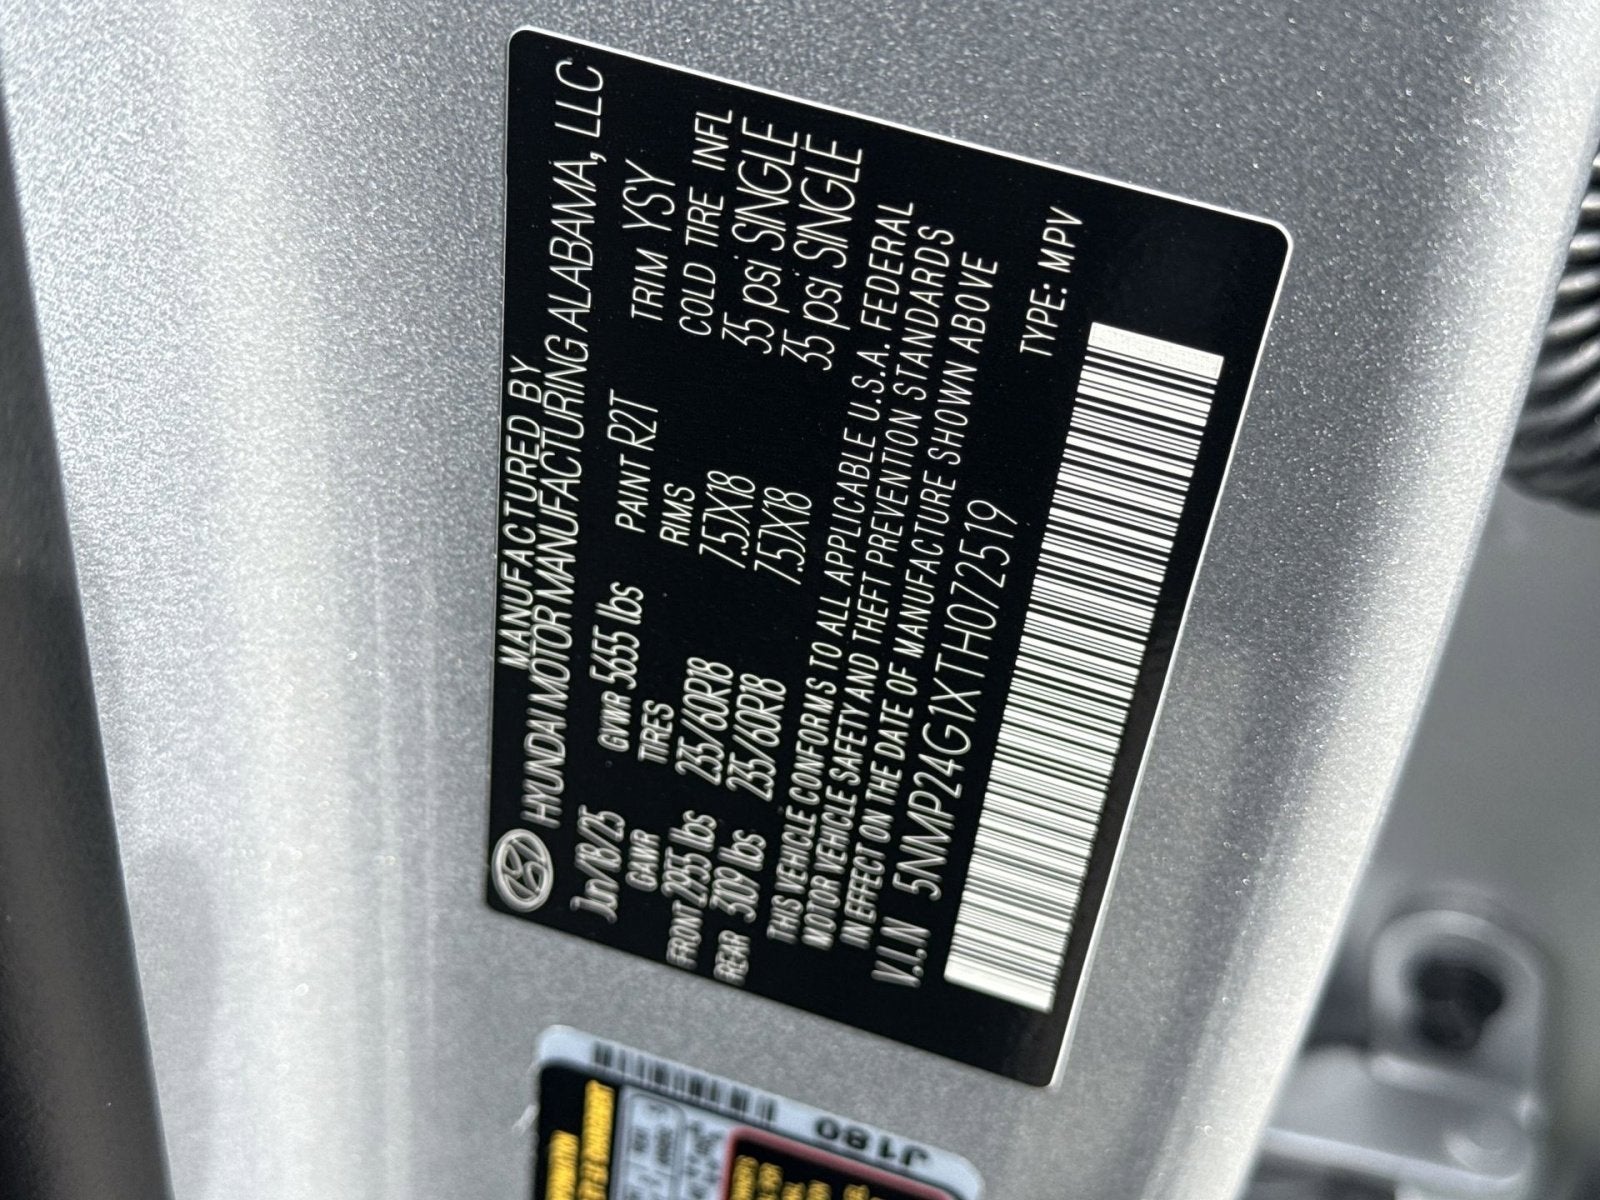 MANUFACTURED BY
HYUNDAI MOTOR MANUFACTURING ALABAMA, LLC
Jun/18/25 GVWR 5655 lbs PAINT R2T TRIM YSY
GAWR TIRES RIMS COLD TIRE INFL
FRONT 2955 lbs 235/60R18 7.5JX18 35 psi SINGLE
REAR 3109 lbs 235/60R18 7.5JX18 35 psi SINGLE
THIS VEHICLE CONFORMS TO ALL APPLICABLE U.S.A. FEDERAL
MOTOR VEHICLE SAFETY AND THEFT PREVENTION STANDARDS
IN EFFECT ON THE DATE OF MANUFACTURE SHOWN ABOVE
V.I.N 5NMP24G1XTH072519 TYPE: MPV
J180